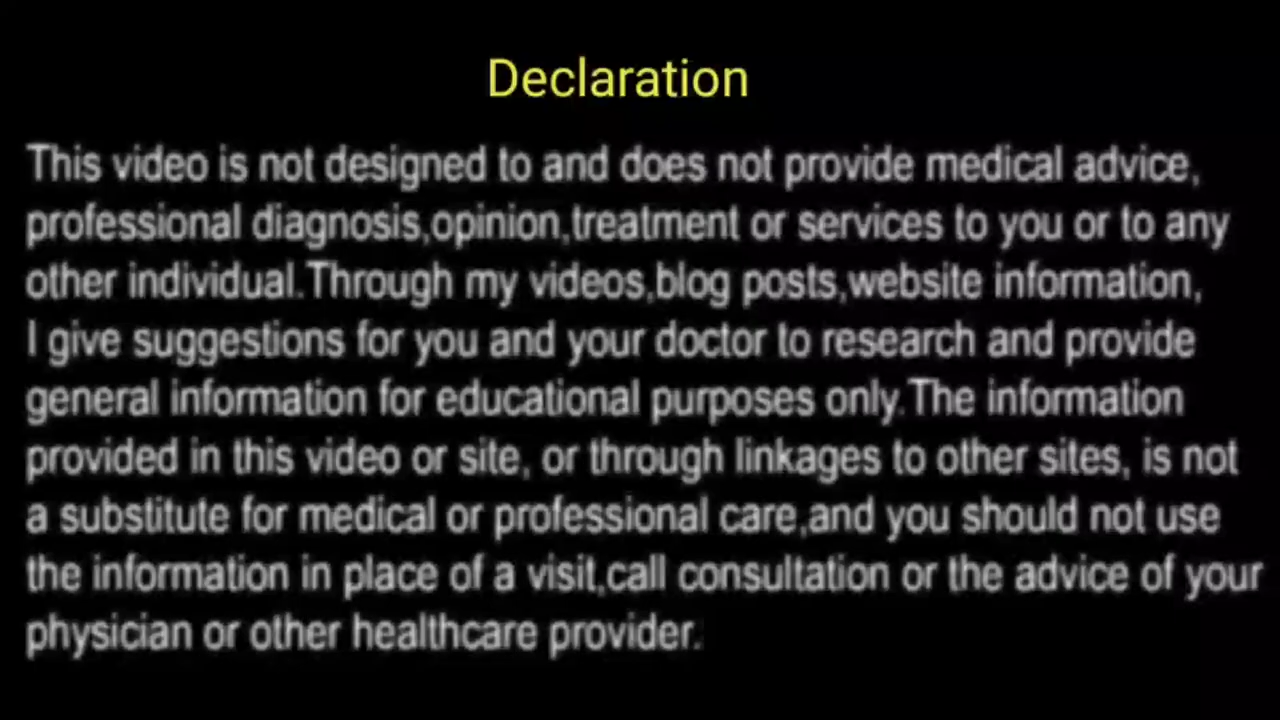 Declaration
This video is not designed to and does not provide medical advice,
professional diagnosis,opinion,treatment or services to you or to any
other individual.Through my videos,blog posts,website information,
I give suggestions for you and your doctor to research and provide
general information for educational purposes only.The information
provided in this video or site, or through linkages to other sites, is not
a substitute for medical or professional care,and you should not use
the information in place of a visit,call consultation or the advice of your
physician or other healthcare provider.